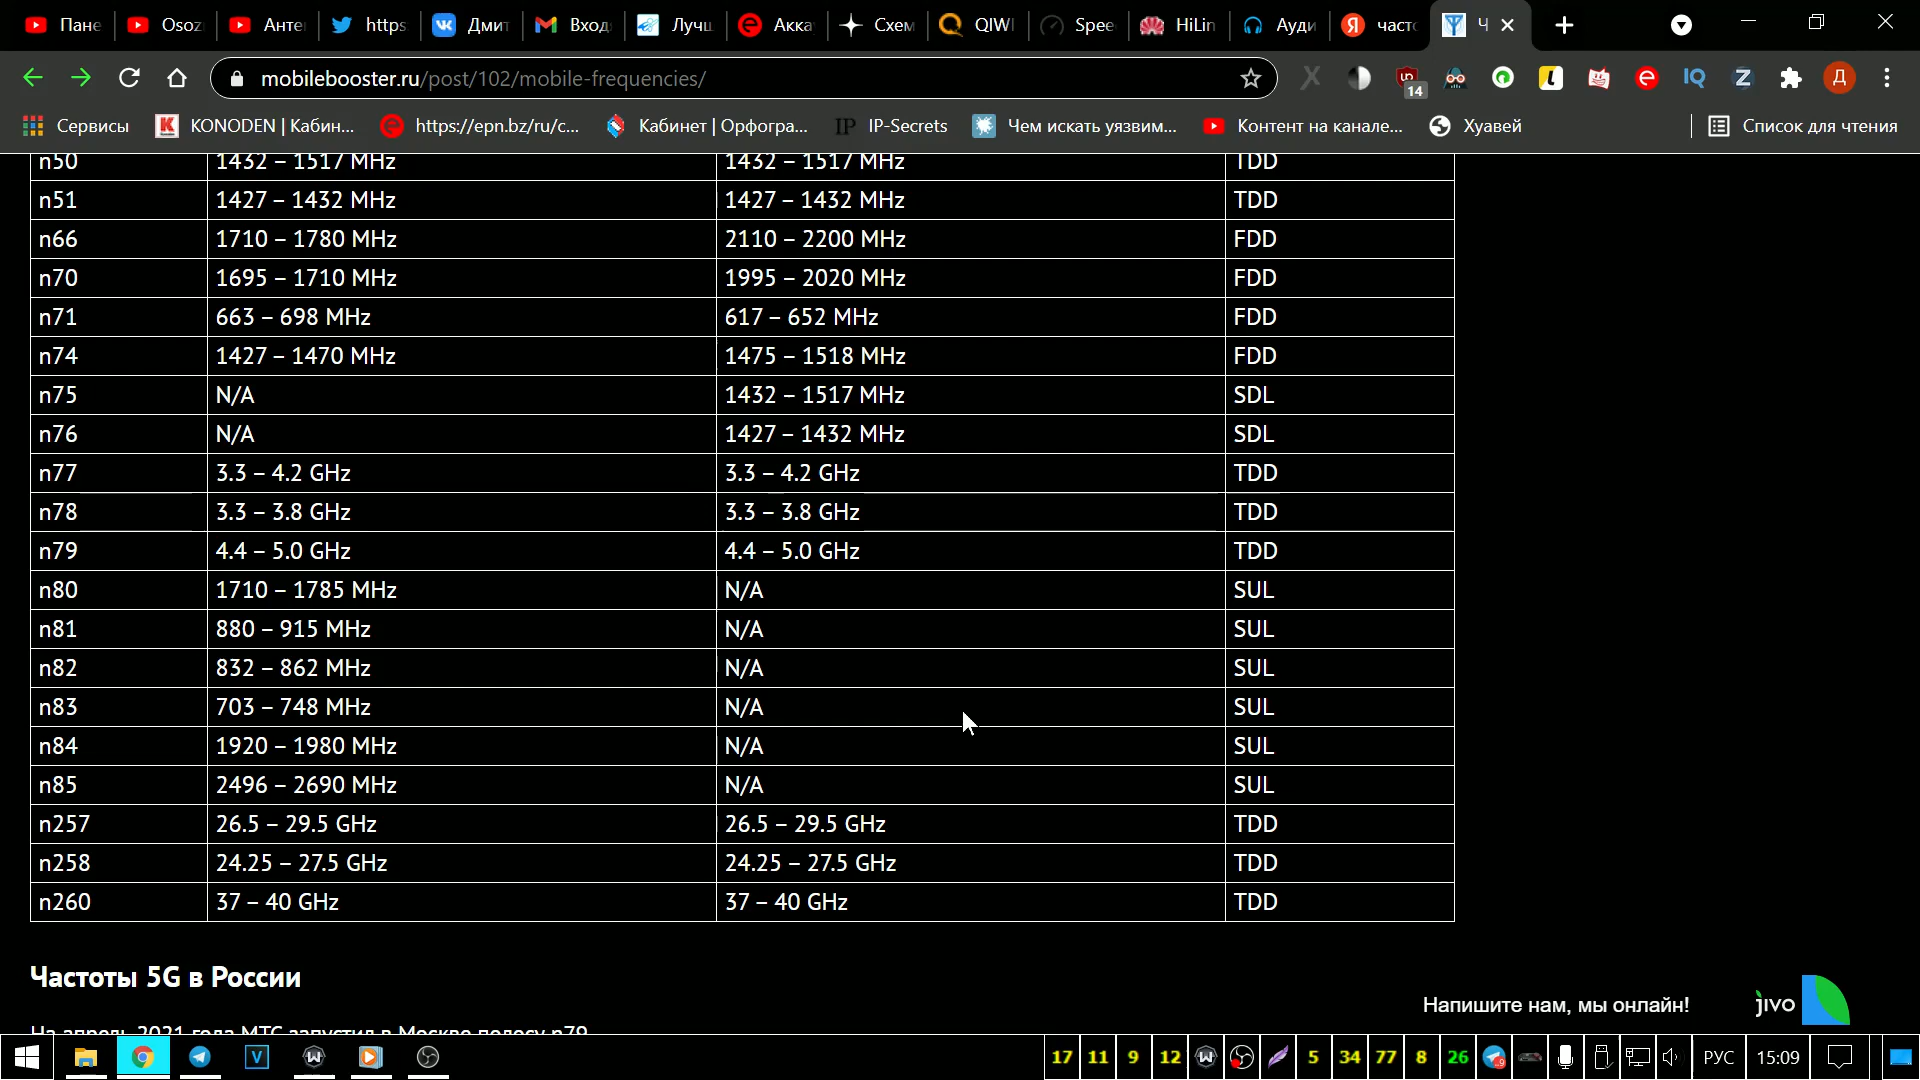 Пане
Osoz
Анте
https
Дмит
Вход
Лучш
Акка
Схем
QIWI
Spee
HiLin
Ауди
часто
Ч
mobilebooster.ru/post/102/mobile-frequencies/
14
Сервисы
KONODEN | Кабин...
https://epn.bz/ru/c...
Кабинет | Орфогра...
IP-Secrets
Чем искать уязвим...
Контент на канале...
Хуавей
Список для чтения
n50 1432 – 1517 MHz 1432 – 1517 MHz TDD
n51 1427 – 1432 MHz 1427 – 1432 MHz TDD
n66 1710 – 1780 MHz 2110 – 2200 MHz FDD
n70 1695 – 1710 MHz 1995 – 2020 MHz FDD
n71 663 – 698 MHz 617 – 652 MHz FDD
n74 1427 – 1470 MHz 1475 – 1518 MHz FDD
n75 N/A 1432 – 1517 MHz SDL
n76 N/A 1427 – 1432 MHz SDL
n77 3.3 – 4.2 GHz 3.3 – 4.2 GHz TDD
n78 3.3 – 3.8 GHz 3.3 – 3.8 GHz TDD
n79 4.4 – 5.0 GHz 4.4 – 5.0 GHz TDD
n80 1710 – 1785 MHz N/A SUL
n81 880 – 915 MHz N/A SUL
n82 832 – 862 MHz N/A SUL
n83 703 – 748 MHz N/A SUL
n84 1920 – 1980 MHz N/A SUL
n85 2496 – 2690 MHz N/A SUL
n257 26.5 – 29.5 GHz 26.5 – 29.5 GHz TDD
n258 24.25 – 27.5 GHz 24.25 – 27.5 GHz TDD
n260 37 – 40 GHz 37 – 40 GHz TDD
Частоты 5G в России
Напишите нам, мы онлайн!
jivo
На апрель 2021 года МТС запустил в Москве полосу n79
17 11 9 12 5 34 77 8 26 РУС 15:09